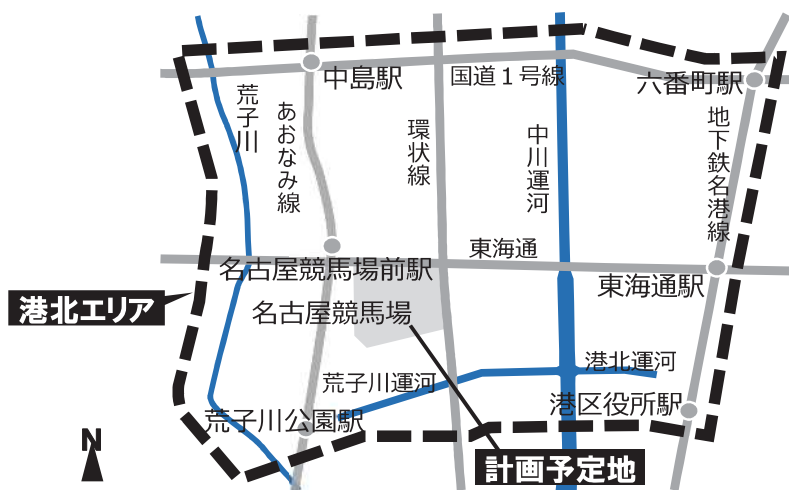 中島駅
国道1号線
六番町駅
荒子川
あおなみ線
環状線
中川運河
地下鉄名港線
東海通
名古屋競馬場前駅
東海通駅
港北エリア
名古屋競馬場
港北運河
荒子川運河
港区役所駅
荒子川公園駅
N
計画予定地